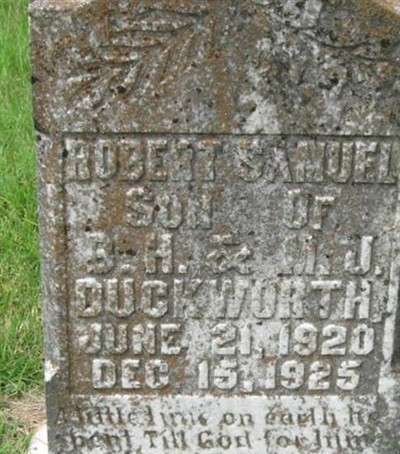 ROBERT SAMUEL
SON OF
B. H. & M. J.
DUCKWORTH
JUNE 21, 1920
DEC 15, 1925
A little time on earth he
spent, Till God for him